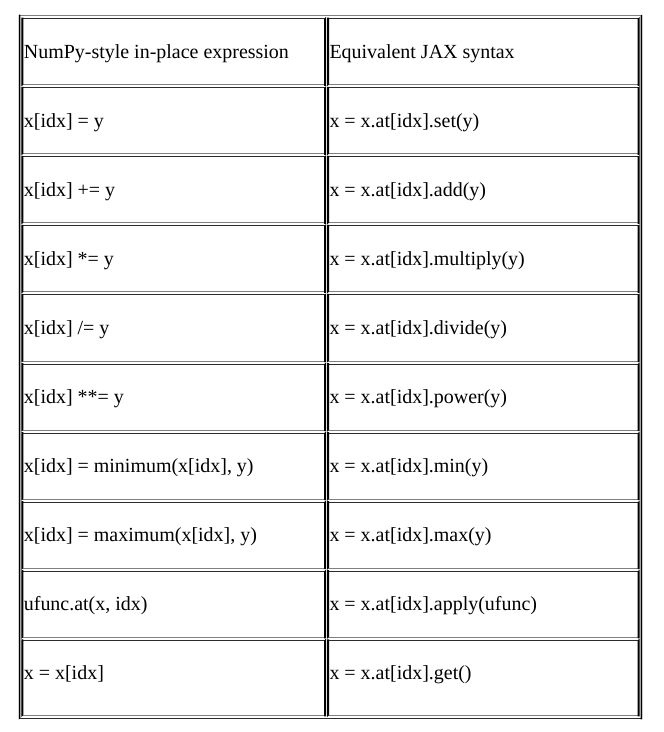 NumPy-style in-place expression Equivalent JAX syntax
x[idx] = y x = x.at[idx].set(y)
x[idx] += y x = x.at[idx].add(y)
x[idx] *= y x = x.at[idx].multiply(y)
x[idx] /= y x = x.at[idx].divide(y)
x[idx] **= y x = x.at[idx].power(y)
x[idx] = minimum(x[idx], y) x = x.at[idx].min(y)
x[idx] = maximum(x[idx], y) x = x.at[idx].max(y)
ufunc.at(x, idx) x = x.at[idx].apply(ufunc)
x = x[idx] x = x.at[idx].get()